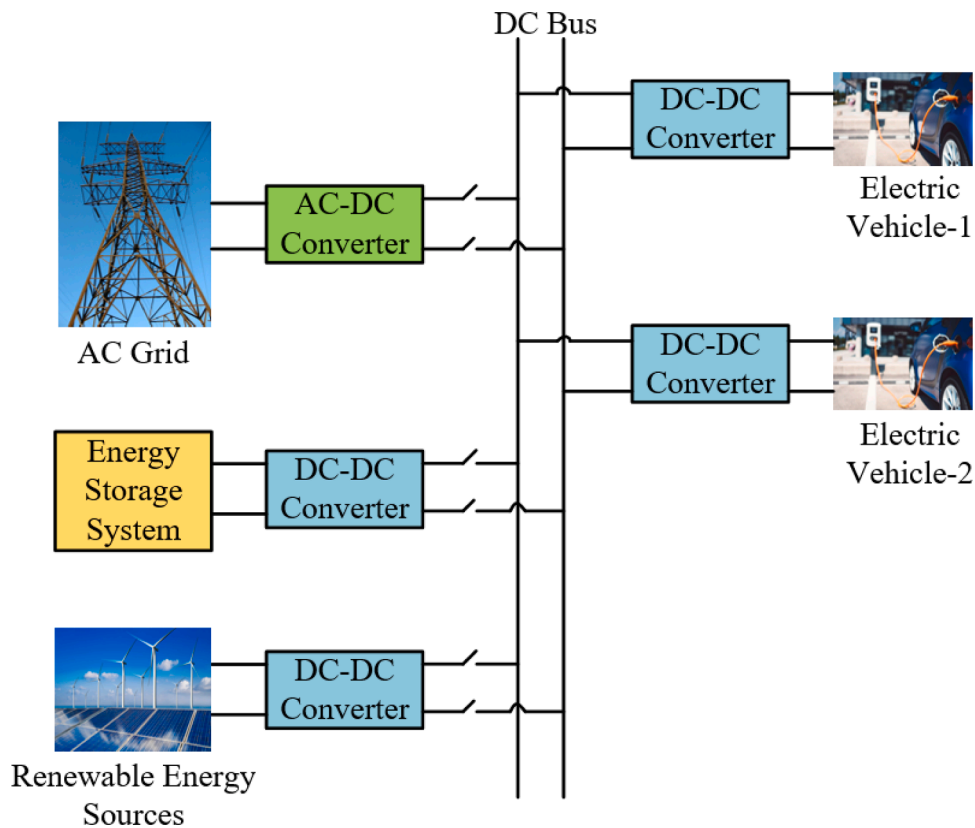 DC Bus
DC-DC
Converter
Electric
Vehicle-1
AC-DC
Converter
AC Grid
DC-DC
Converter
Electric
Vehicle-2
Energy
Storage
System
DC-DC
Converter
DC-DC
Converter
Renewable Energy
Sources